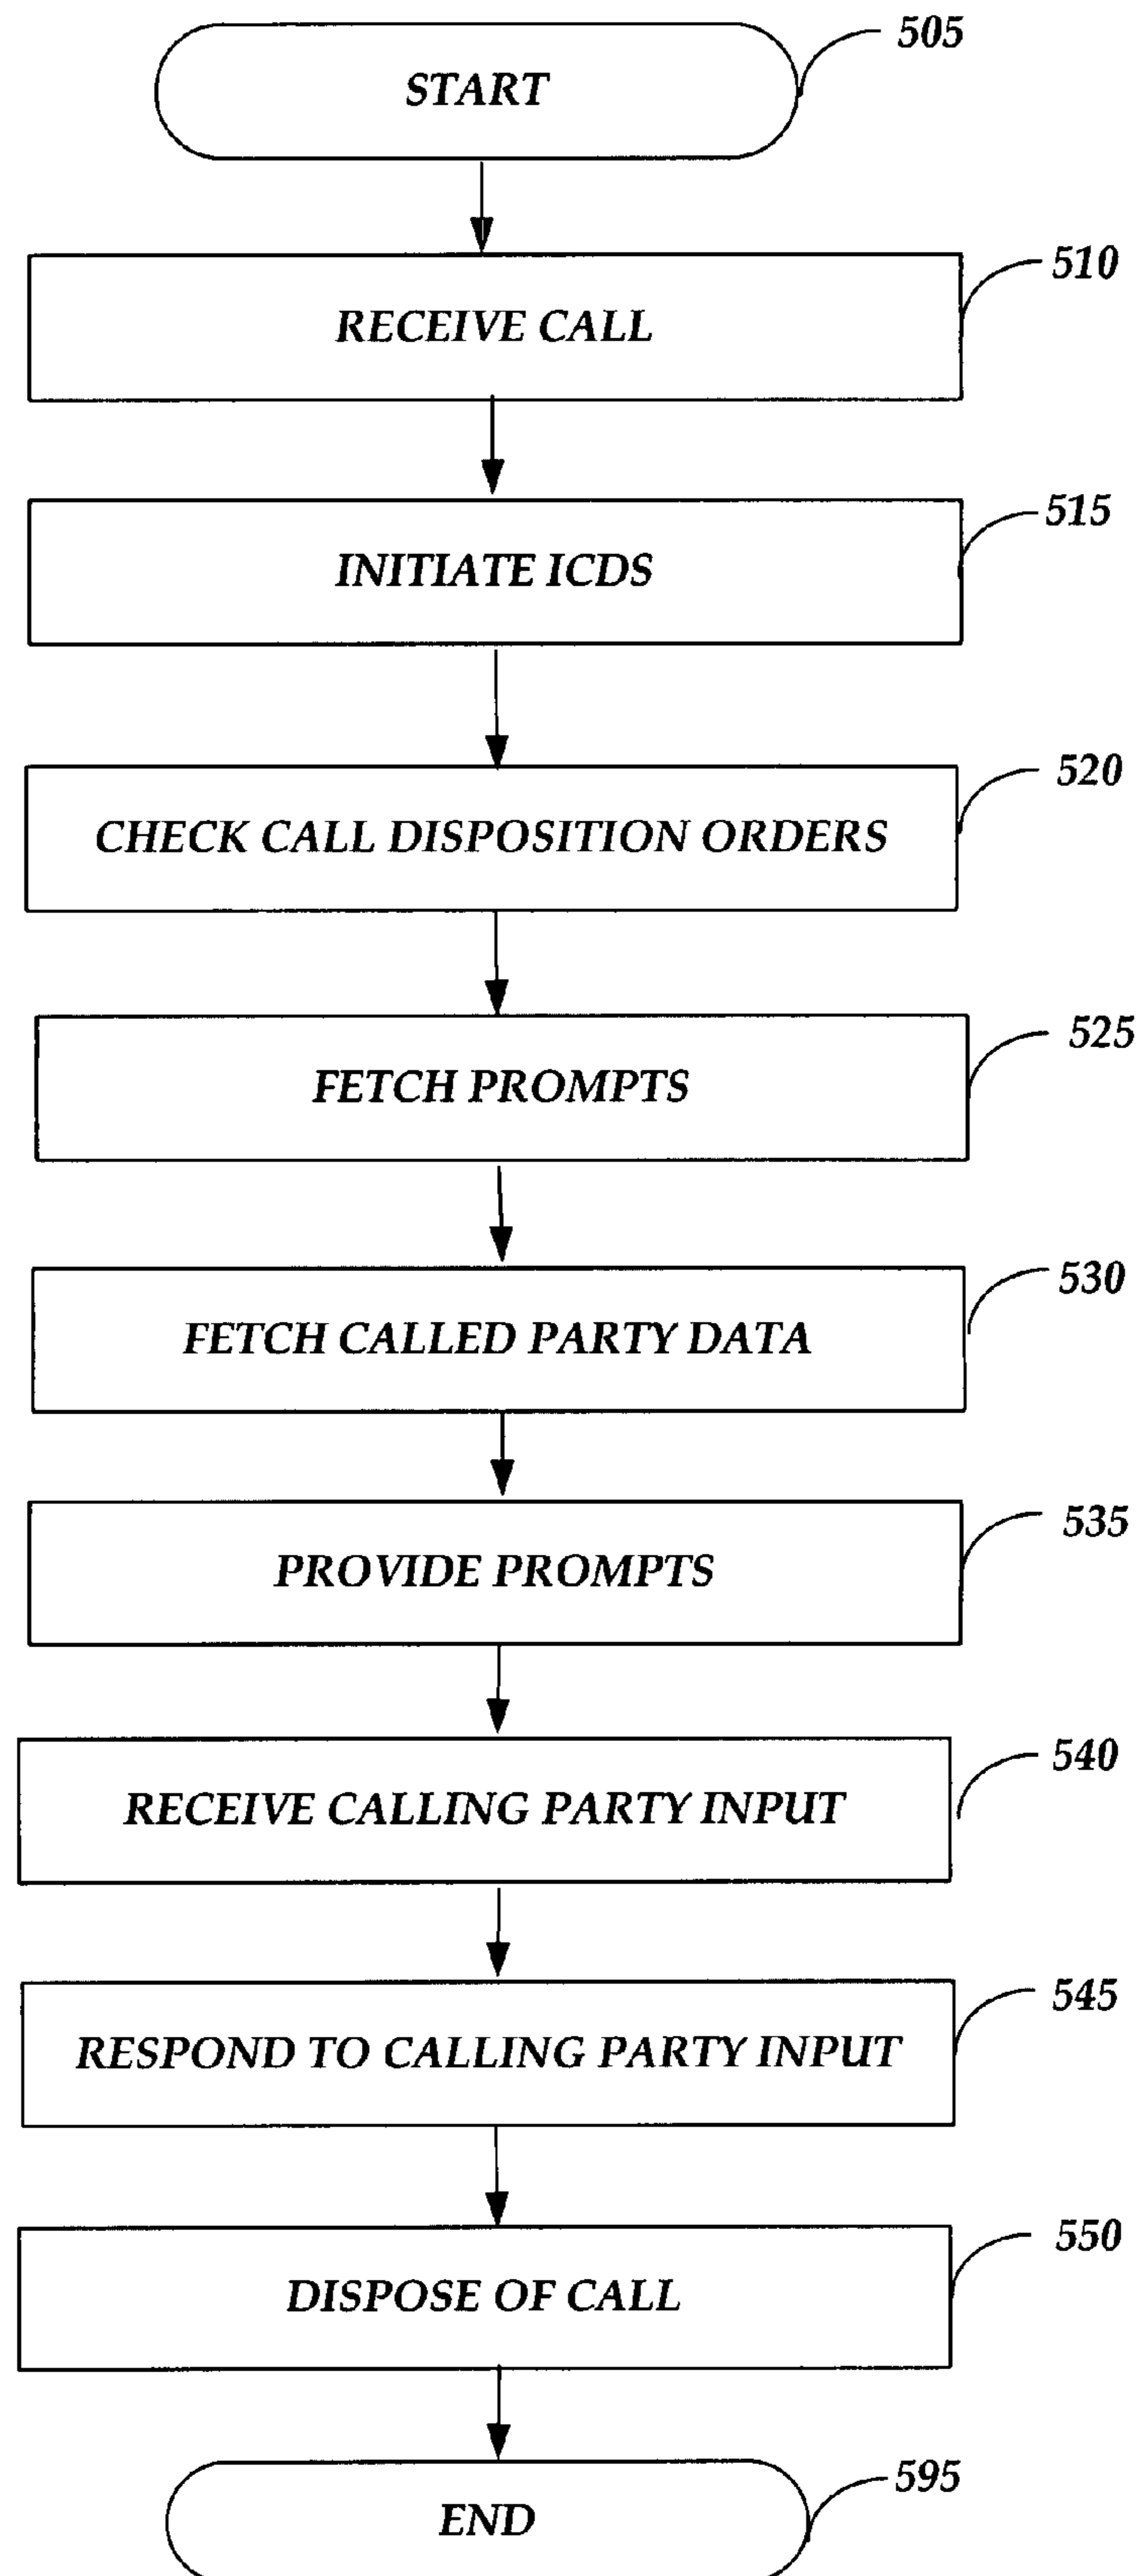 505
START
510
RECEIVE CALL
515
INITIATE ICDS
520
CHECK CALL DISPOSITION ORDERS
525
FETCH PROMPTS
530
FETCH CALLED PARTY DATA
535
PROVIDE PROMPTS
540
RECEIVE CALLING PARTY INPUT
545
RESPOND TO CALLING PARTY INPUT
550
DISPOSE OF CALL
595
END